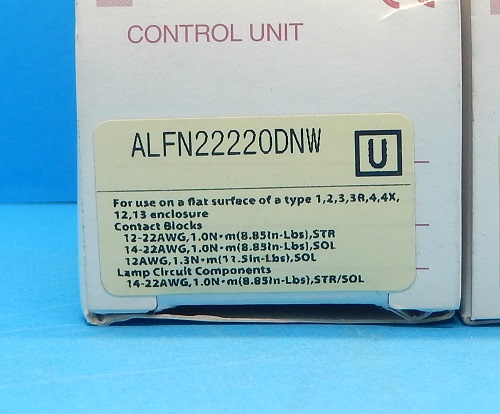 CONTROL UNIT
ALFN22220DNW
U
For use on a flat surface of a type 1,2,3,3R,4,4X,
12,13 enclosure
Contact Blocks
12-22AWG,1.0N·m(8.85In-Lbs),STR
14-22AWG,1.0N·m(8.85In-Lbs),SOL
12AWG,1.3N·m(11.5In-Lbs),SOL
Lamp Circuit Components
14-22AWG,1.0N·m(8.85In-Lbs),STR/SOL